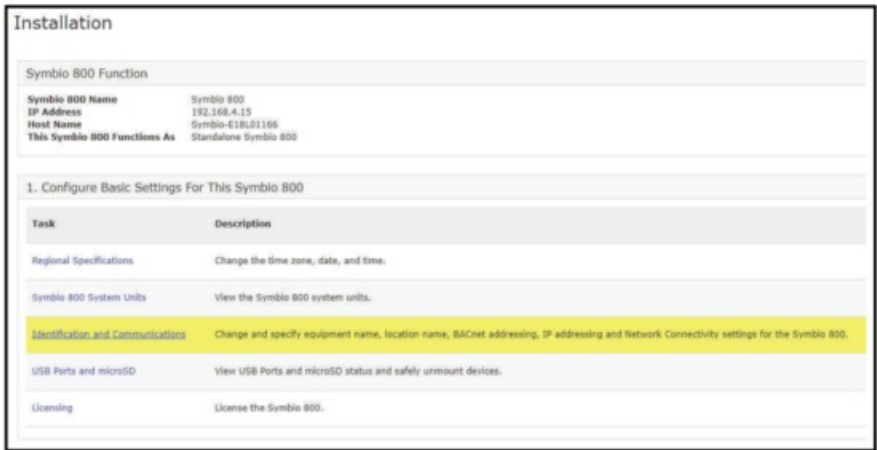 Installation
Symbio 800 Function
Symbio 800 Name Symbio 800
IP Address 192.168.4.15
Host Name Symbio-E18L01166
This Symbio 800 Functions As Standalone Symbio 800
1. Configure Basic Settings For This Symbio 800
Task Description
Regional Specifications Change the time zone, date, and time.
Symbio 800 System Units View the Symbio 800 system units.
Identification and Communications Change and specify equipment name, location name, BACnet addressing, IP addressing and Network Connectivity settings for the Symbio 800.
USB Ports and microSD View USB Ports and microSD status and safely unmount devices.
Licensing License the Symbio 800.